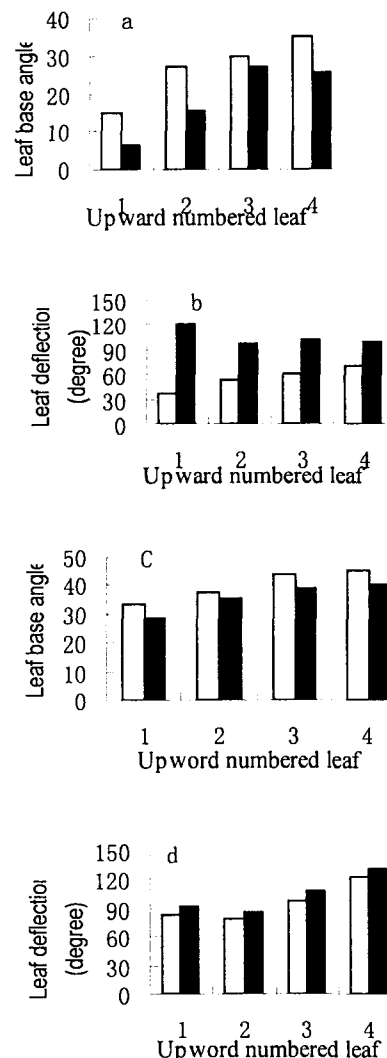 a
40
30
20
10
0
Leaf base angle
1 2 3 4
Upward numbered leaf
b
150
120
90
60
30
0
Leaf deflection
(degree)
1 2 3 4
Upward numbered leaf
C
50
40
30
20
10
0
Leaf base angle
1 2 3 4
Upword numbered leaf
d
150
120
90
60
30
0
Leaf deflection
(degree)
1 2 3 4
Upword numbered leaf